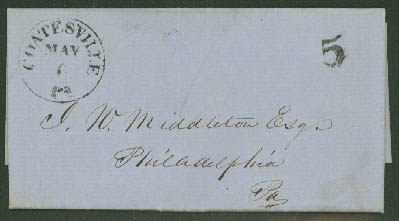 COATESVILLE
MAY
6
Pa
5
J. W. Middleton Esq.
Philadelphia
Pa